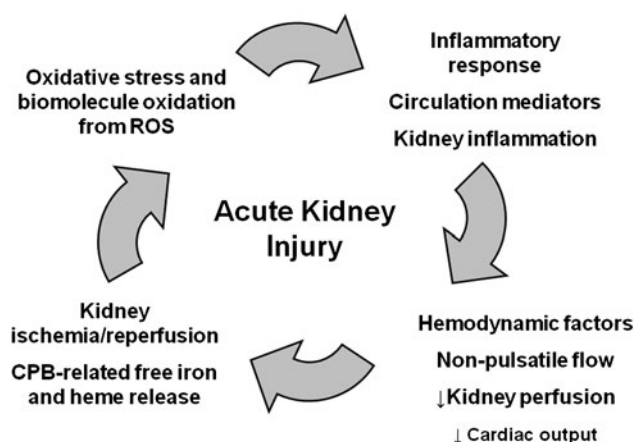 Oxidative stress and
biomolecule oxidation
from ROS
Inflammatory
response
Circulation mediators
Kidney inflammation
Acute Kidney
Injury
Kidney
ischemia/reperfusion
CPB-related free iron
and heme release
Hemodynamic factors
Non-pulsatile flow
↓Kidney perfusion
↓ Cardiac output